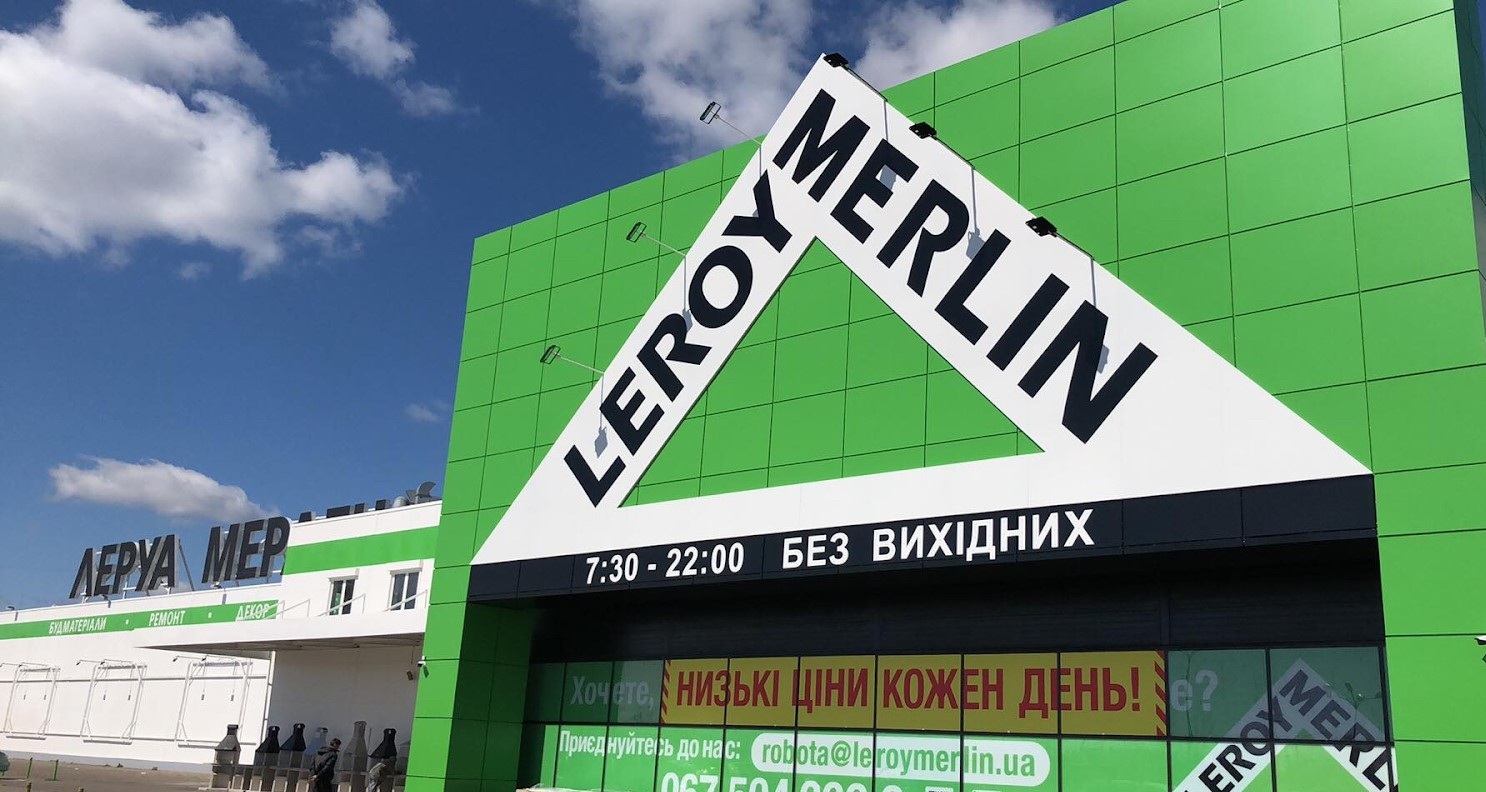 LEROY MERLIN
ЛЕРУА
7:30 - 22:00 БЕЗ ВИХІДНИХ
БУДМАТЕРІАЛИ · РЕМОНТ · ДЕКОР
Хочете, НИЗЬКІ ЦІНИ КОЖЕН ДЕНЬ!
Приєднуйтесь до нас: robota@leroymerlin.ua
067
LEROY MERLIN